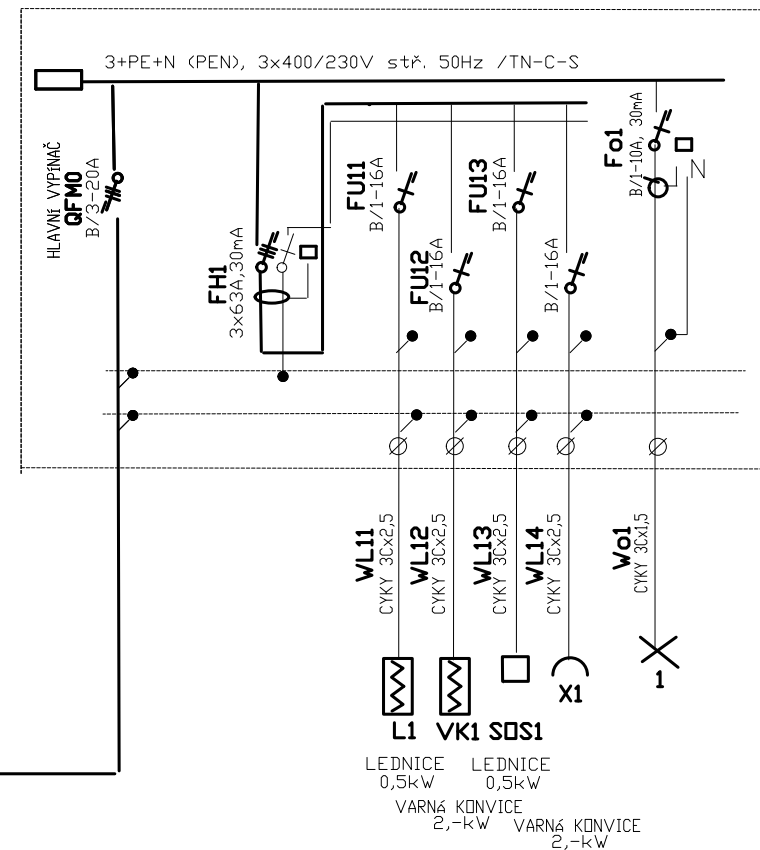 3+PE+N (PEN), 3x400/230V stř. 50Hz /TN-C-S
HLAVNÍ VYPÍNAČ
QFM0
B/3-20A
FH1
3x63A,30mA
FU11
B/1-16A
FU12
B/1-16A
FU13
B/1-16A
B/1-16A
Fo1
B/1-10A, 30mA
N
WL11
CYKY 3Cx2,5
WL12
CYKY 3Cx2,5
WL13
CYKY 3Cx2,5
WL14
CYKY 3Cx2,5
Wo1
CYKY 3Cx1,5
L1
VK1
SOS1
X1
1
LEDNICE
0,5kW
LEDNICE
0,5kW
VARNá KONVICE
2,-kW
VARNá KONVICE
2,-kW